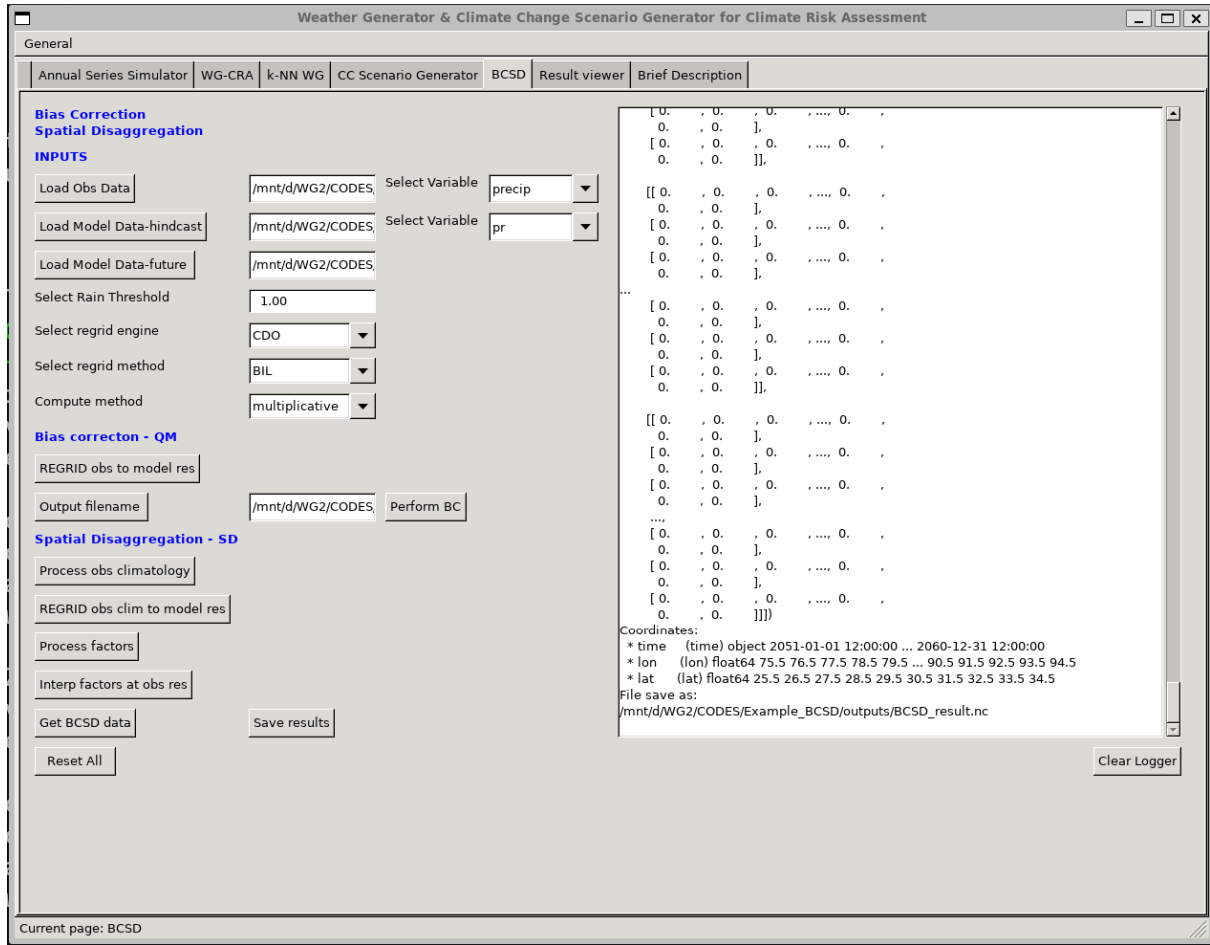 Weather Generator & Climate Change Scenario Generator for Climate Risk Assessment
General
Annual Series Simulator WG-CRA k-NN WG CC Scenario Generator BCSD Result viewer Brief Description
Bias Correction
Spatial Disaggregation
INPUTS
Load Obs Data /mnt/d/WG2/CODES, Select Variable precip
Load Model Data-hindcast /mnt/d/WG2/CODES, Select Variable pr
Load Model Data-future /mnt/d/WG2/CODES,
Select Rain Threshold 1.00
Select regrid engine CDO
Select regrid method BIL
Compute method multiplicative
Bias correcton - QM
REGRID obs to model res
Output filename /mnt/d/WG2/CODES, Perform BC
Spatial Disaggregation - SD
Process obs climatology
REGRID obs clim to model res
Process factors
Interp factors at obs res
Get BCSD data Save results
Reset All
[ 0. , 0. , 0. , ..., 0. ,
0. , 0. ],
[ 0. , 0. , 0. , ..., 0. ,
0. , 0. ]],
[[ 0. , 0. , 0. , ..., 0. ,
0. , 0. ],
[ 0. , 0. , 0. , ..., 0. ,
0. , 0. ],
[ 0. , 0. , 0. , ..., 0. ,
0. , 0. ],
...
[ 0. , 0. , 0. , ..., 0. ,
0. , 0. ],
[ 0. , 0. , 0. , ..., 0. ,
0. , 0. ],
[ 0. , 0. , 0. , ..., 0. ,
0. , 0. ]],
[[ 0. , 0. , 0. , ..., 0. ,
0. , 0. ],
[ 0. , 0. , 0. , ..., 0. ,
0. , 0. ],
[ 0. , 0. , 0. , ..., 0. ,
0. , 0. ],
...,
[ 0. , 0. , 0. , ..., 0. ,
0. , 0. ],
[ 0. , 0. , 0. , ..., 0. ,
0. , 0. ],
[ 0. , 0. , 0. , ..., 0. ,
0. , 0. ]]])
Coordinates:
* time (time) object 2051-01-01 12:00:00 ... 2060-12-31 12:00:00
* lon (lon) float64 75.5 76.5 77.5 78.5 79.5 ... 90.5 91.5 92.5 93.5 94.5
* lat (lat) float64 25.5 26.5 27.5 28.5 29.5 30.5 31.5 32.5 33.5 34.5
File save as:
/mnt/d/WG2/CODES/Example_BCSD/outputs/BCSD_result.nc
Clear Logger
Current page: BCSD